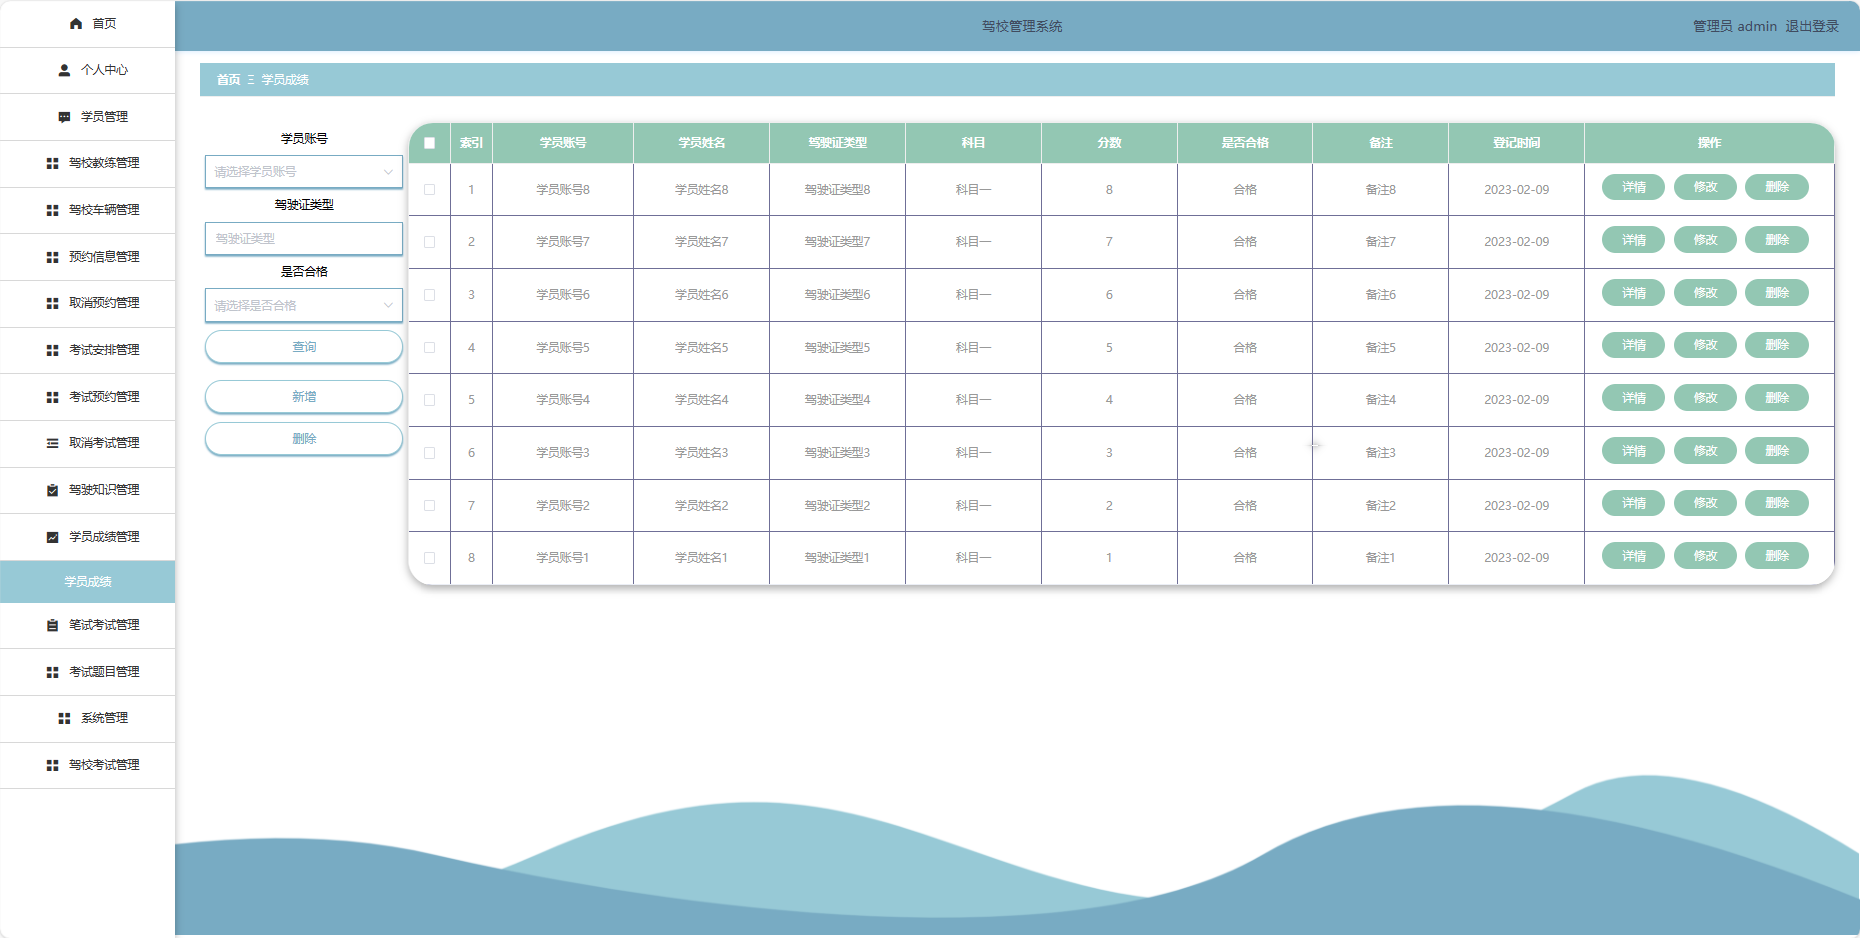 首页
个人中心
学员管理
驾校教练管理
驾校车辆管理
预约信息管理
取消预约管理
考试安排管理
考试预约管理
取消考试管理
驾驶知识管理
学员成绩管理
学员成绩
笔试考试管理
考试题目管理
系统管理
驾校考试管理
驾校管理系统
管理员 admin 退出登录
首页 Ξ 学员成绩
学员账号
请选择学员账号
驾驶证类型
驾驶证类型
是否合格
请选择是否合格
查询
新增
删除
索引 学员账号 学员姓名 驾驶证类型 科目 分数 是否合格 备注 登记时间 操作
1 学员账号8 学员姓名8 驾驶证类型8 科目一 8 合格 备注8 2023-02-09 详情 修改 删除
2 学员账号7 学员姓名7 驾驶证类型7 科目一 7 合格 备注7 2023-02-09 详情 修改 删除
3 学员账号6 学员姓名6 驾驶证类型6 科目一 6 合格 备注6 2023-02-09 详情 修改 删除
4 学员账号5 学员姓名5 驾驶证类型5 科目一 5 合格 备注5 2023-02-09 详情 修改 删除
5 学员账号4 学员姓名4 驾驶证类型4 科目一 4 合格 备注4 2023-02-09 详情 修改 删除
6 学员账号3 学员姓名3 驾驶证类型3 科目一 3 合格 备注3 2023-02-09 详情 修改 删除
7 学员账号2 学员姓名2 驾驶证类型2 科目一 2 合格 备注2 2023-02-09 详情 修改 删除
8 学员账号1 学员姓名1 驾驶证类型1 科目一 1 合格 备注1 2023-02-09 详情 修改 删除